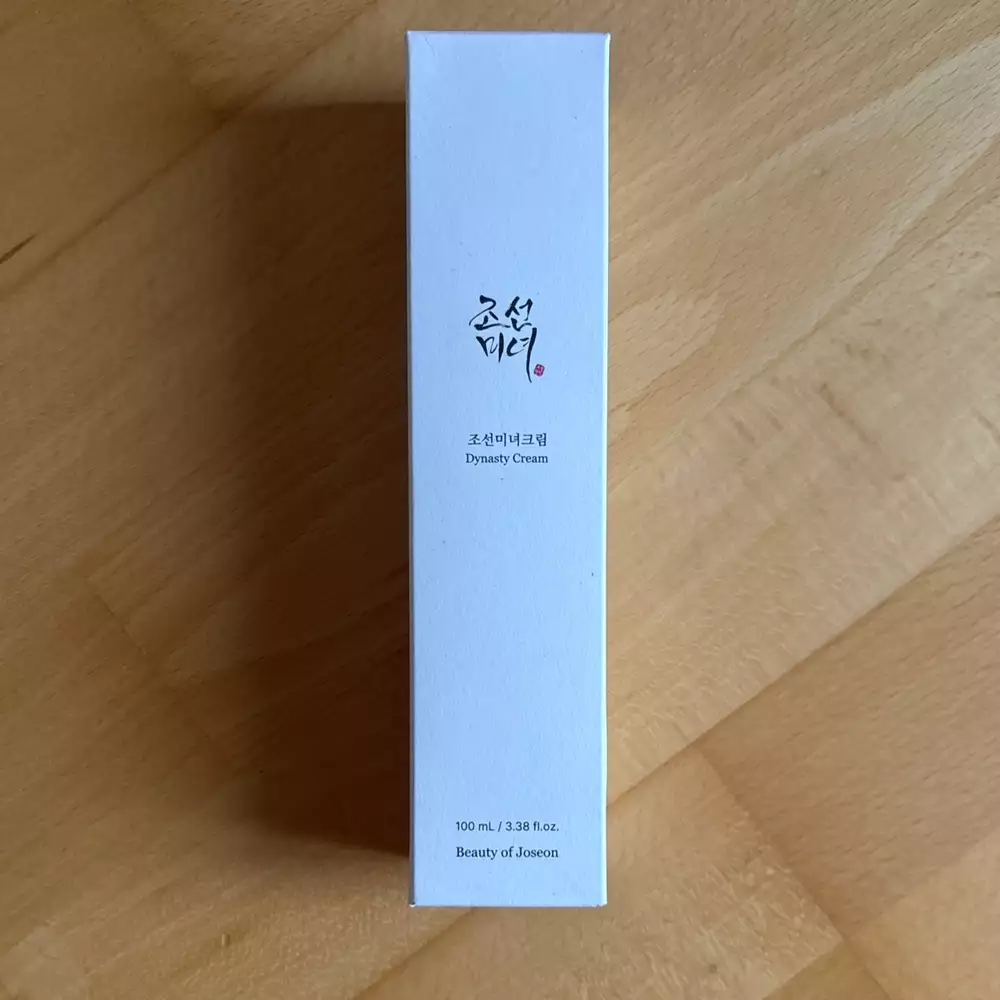 조선
미녀
조선미녀크림
Dynasty Cream
100 mL / 3.38 fl.oz.
Beauty of Joseon